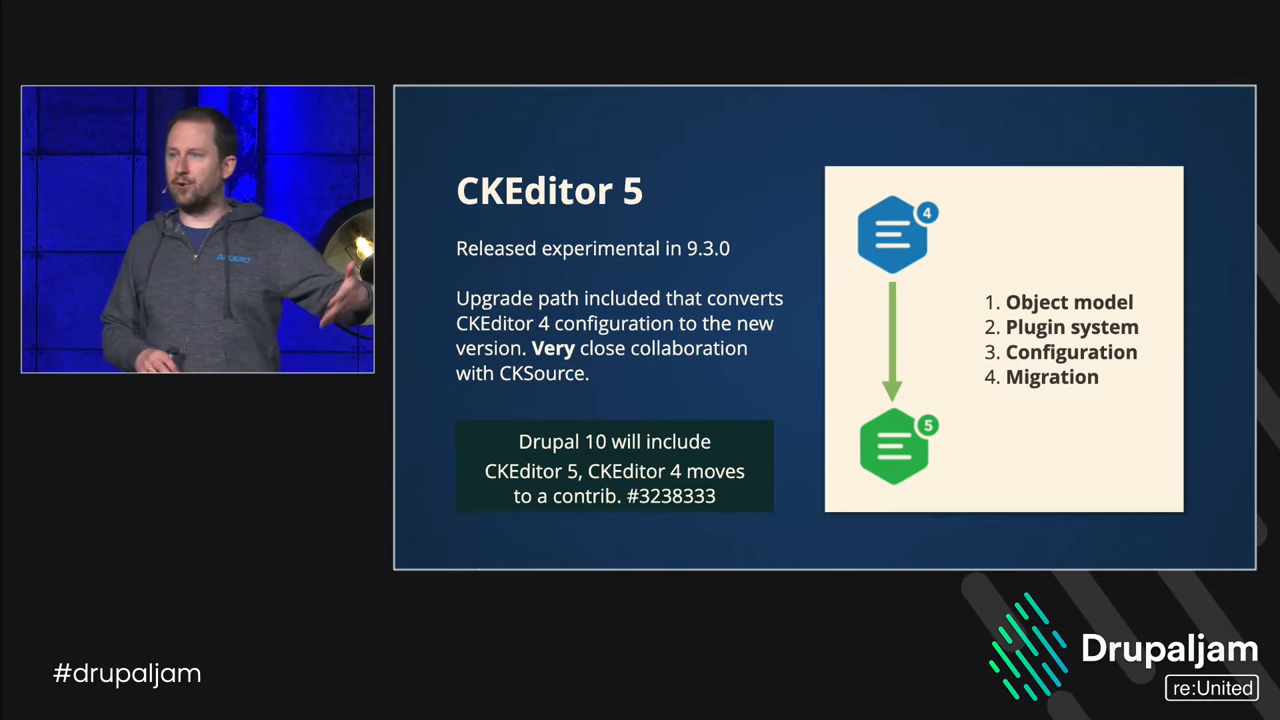 ACQUIA
CKEditor 5
Released experimental in 9.3.0
Upgrade path included that converts
CKEditor 4 configuration to the new
version. Very close collaboration
with CKSource.
Drupal 10 will include
CKEditor 5, CKEditor 4 moves
to a contrib. #3238333
4
1. Object model
2. Plugin system
3. Configuration
4. Migration
5
#drupaljam
Drupaljam
re:United